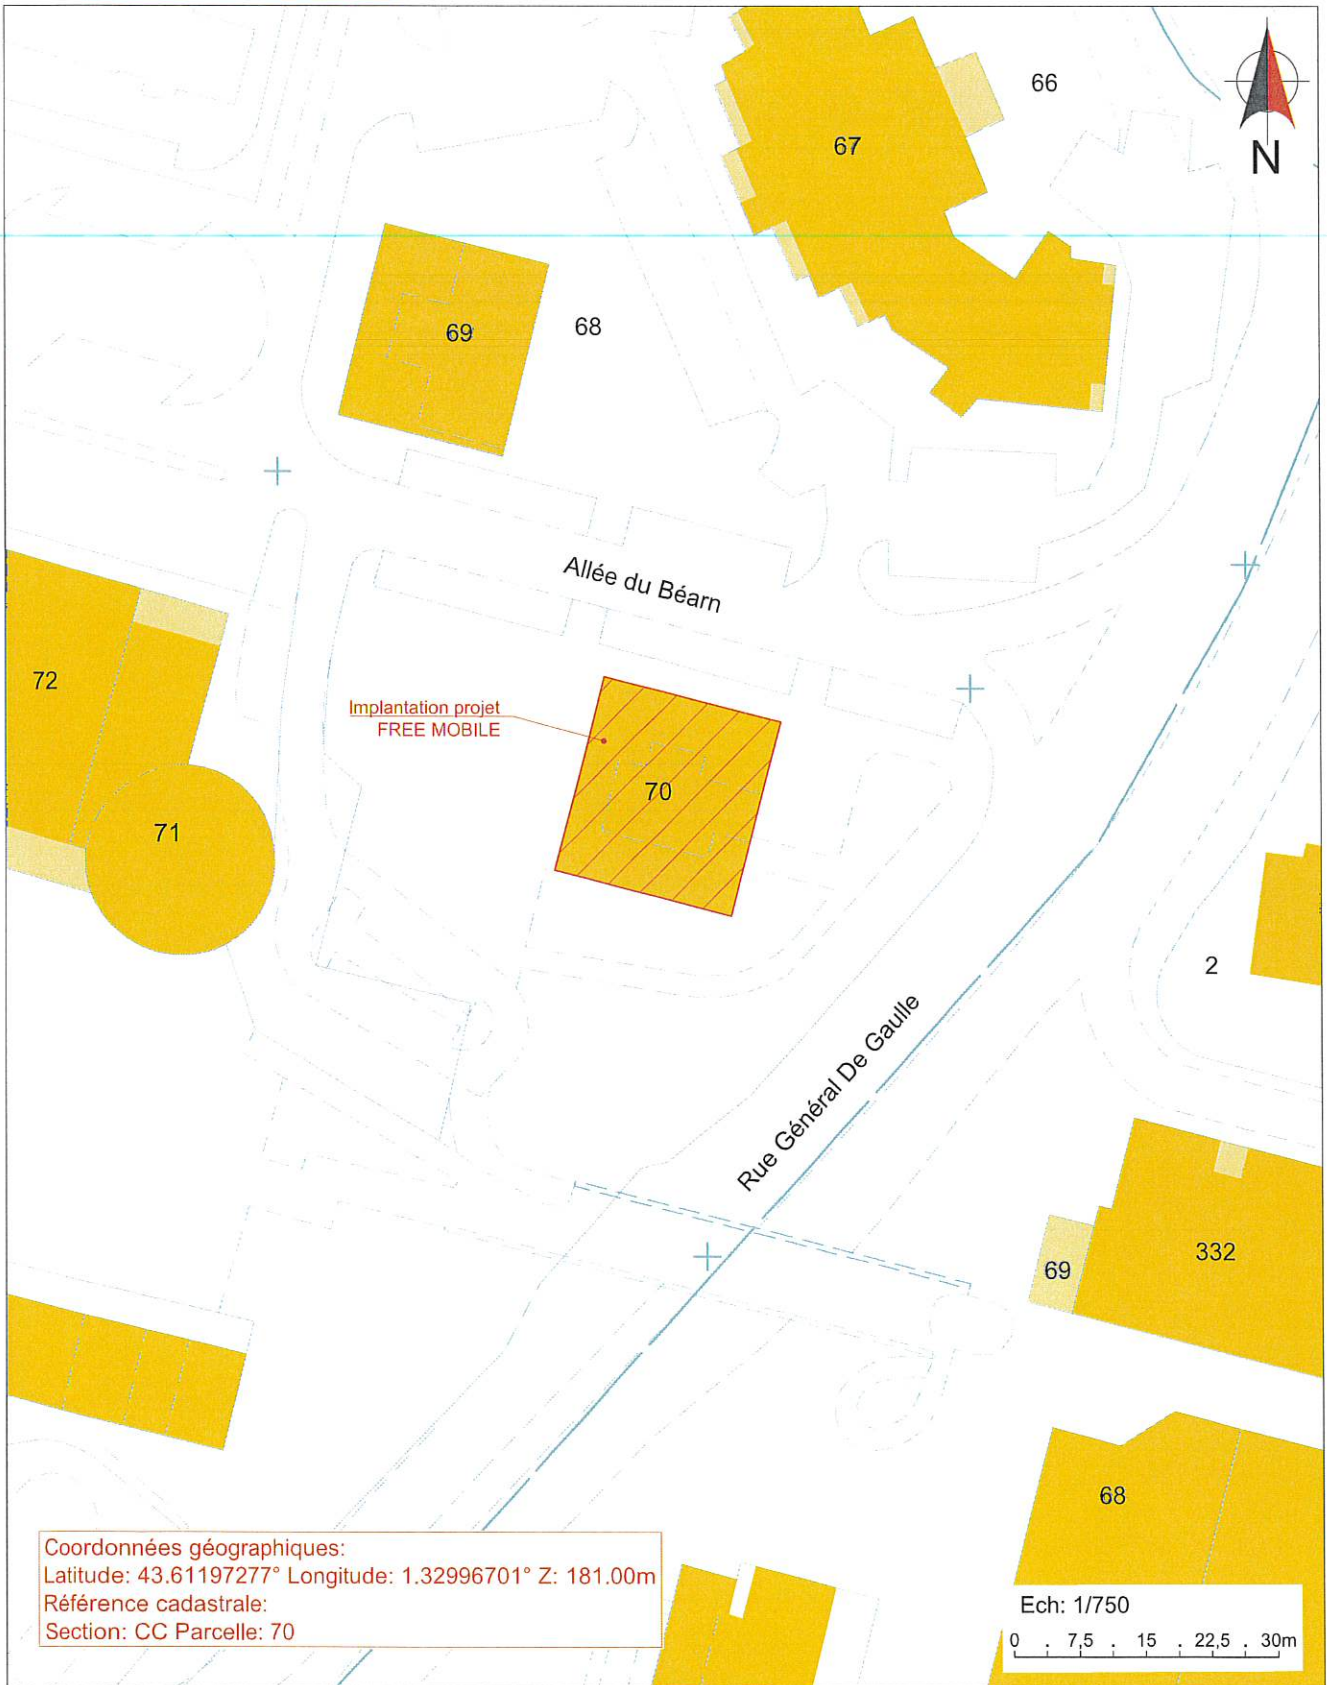 66
67
N
69
68
Allée du Béarn
72
Implantation projet
FREE MOBILE
70
71
2
Rue Général De Gaulle
332
69
68
Coordonnées géographiques:
Latitude: 43.61197277° Longitude: 1.32996701° Z: 181.00m
Référence cadastrale:
Section: CC Parcelle: 70
Ech: 1/750
0 . 7,5 . 15 . 22,5 . 30m